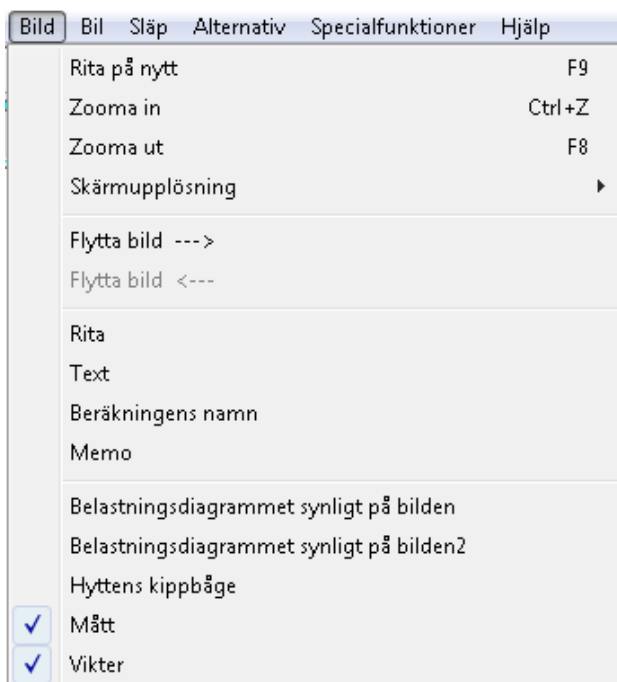 Bild Bil Släp Alternativ Specialfunktioner Hjälp
Rita på nytt F9
Zooma in Ctrl+Z
Zooma ut F8
Skärmupplösning
Flytta bild --->
Flytta bild <---
Rita
Text
Beräkningens namn
Memo
Belastningsdiagrammet synligt på bilden
Belastningsdiagrammet synligt på bilden2
Hyttens kippbåge
Mått
Vikter